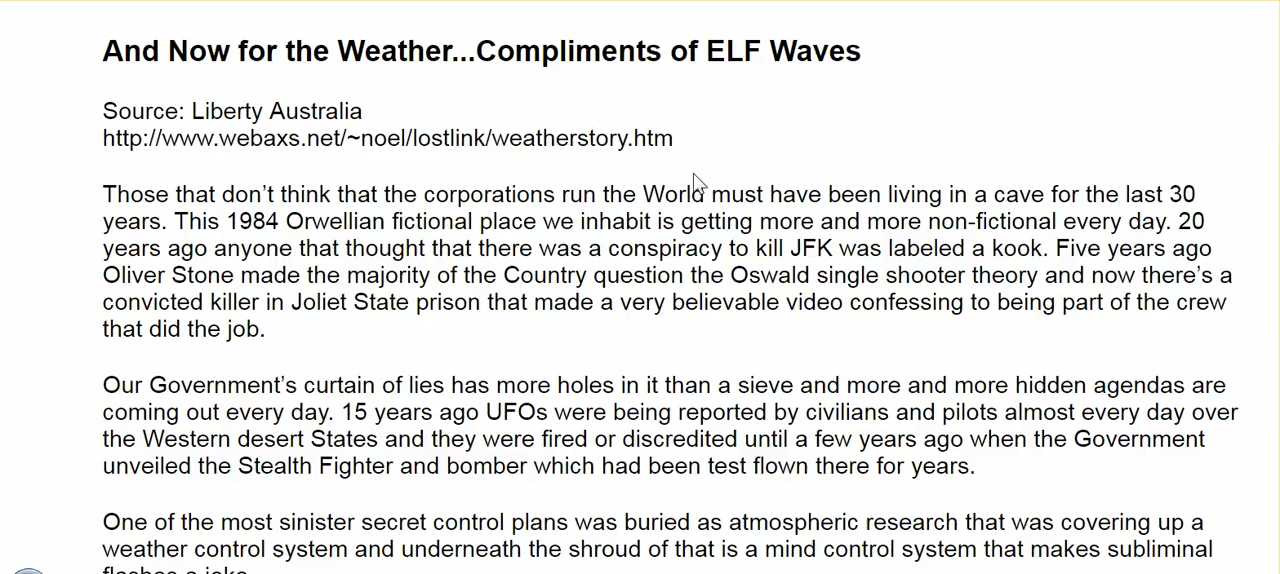 And Now for the Weather...Compliments of ELF Waves
Source: Liberty Australia
http://www.webaxs.net/~noel/lostlink/weatherstory.htm
Those that don’t think that the corporations run the World must have been living in a cave for the last 30
years. This 1984 Orwellian fictional place we inhabit is getting more and more non-fictional every day. 20
years ago anyone that thought that there was a conspiracy to kill JFK was labeled a kook. Five years ago
Oliver Stone made the majority of the Country question the Oswald single shooter theory and now there’s a
convicted killer in Joliet State prison that made a very believable video confessing to being part of the crew
that did the job.
Our Government’s curtain of lies has more holes in it than a sieve and more and more hidden agendas are
coming out every day. 15 years ago UFOs were being reported by civilians and pilots almost every day over
the Western desert States and they were fired or discredited until a few years ago when the Government
unveiled the Stealth Fighter and bomber which had been test flown there for years.
One of the most sinister secret control plans was buried as atmospheric research that was covering up a
weather control system and underneath the shroud of that is a mind control system that makes subliminal
flashes a joke.